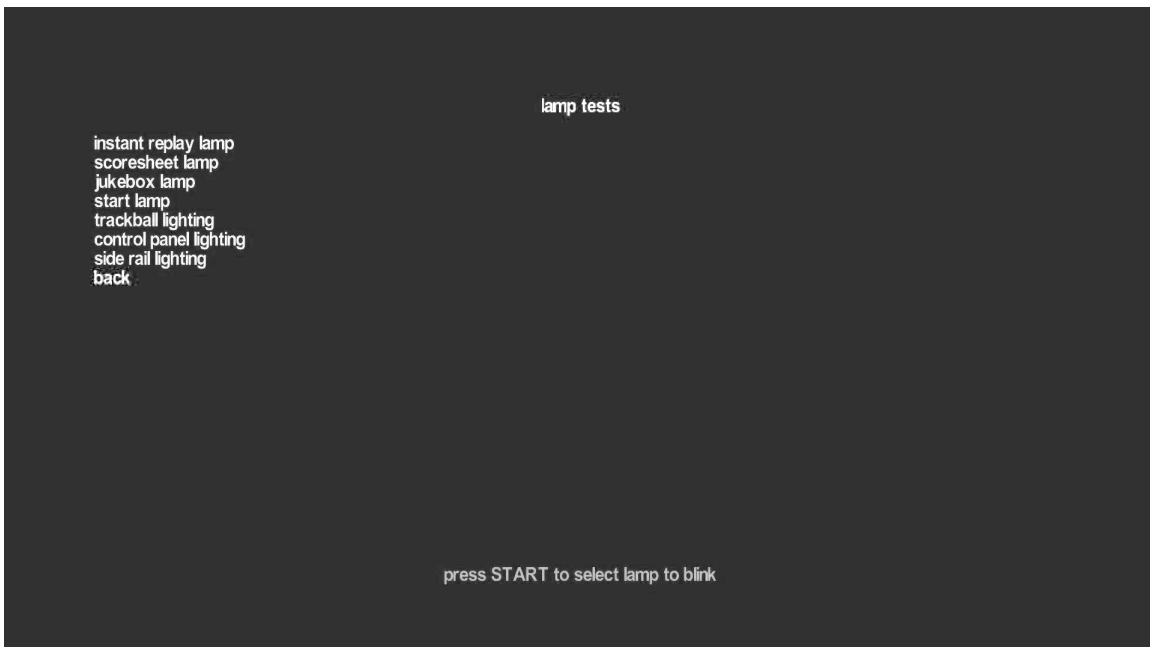 lamp tests
instant replay lamp
scoresheet lamp
jukebox lamp
start lamp
trackball lighting
control panel lighting
side rail lighting
back
press START to select lamp to blink